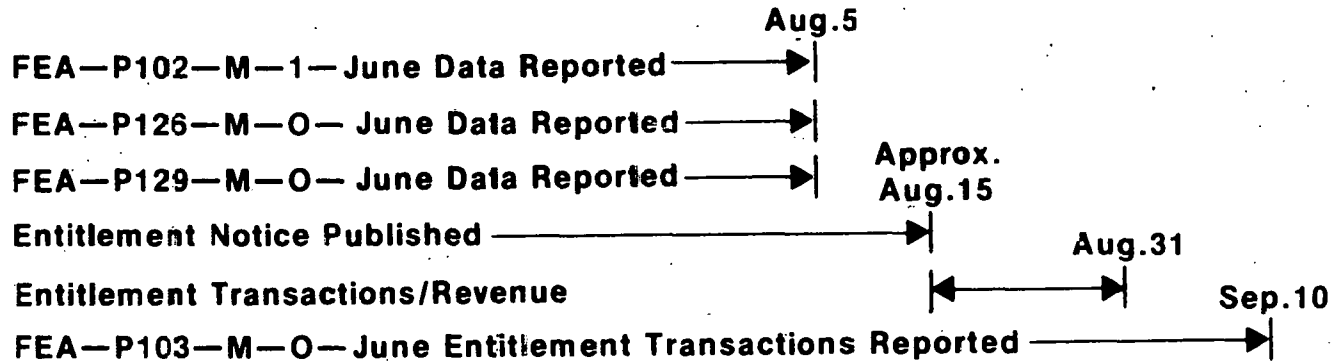 Aug.5
FEA—P102—M—1—June Data Reported
FEA—P126—M—O— June Data Reported
FEA—P129—M—O— June Data Reported
Approx.
Aug.15
Entitlement Notice Published
Aug.31
Entitlement Transactions/Revenue
Sep.10
FEA—P103—M—O—June Entitlement Transactions Reported